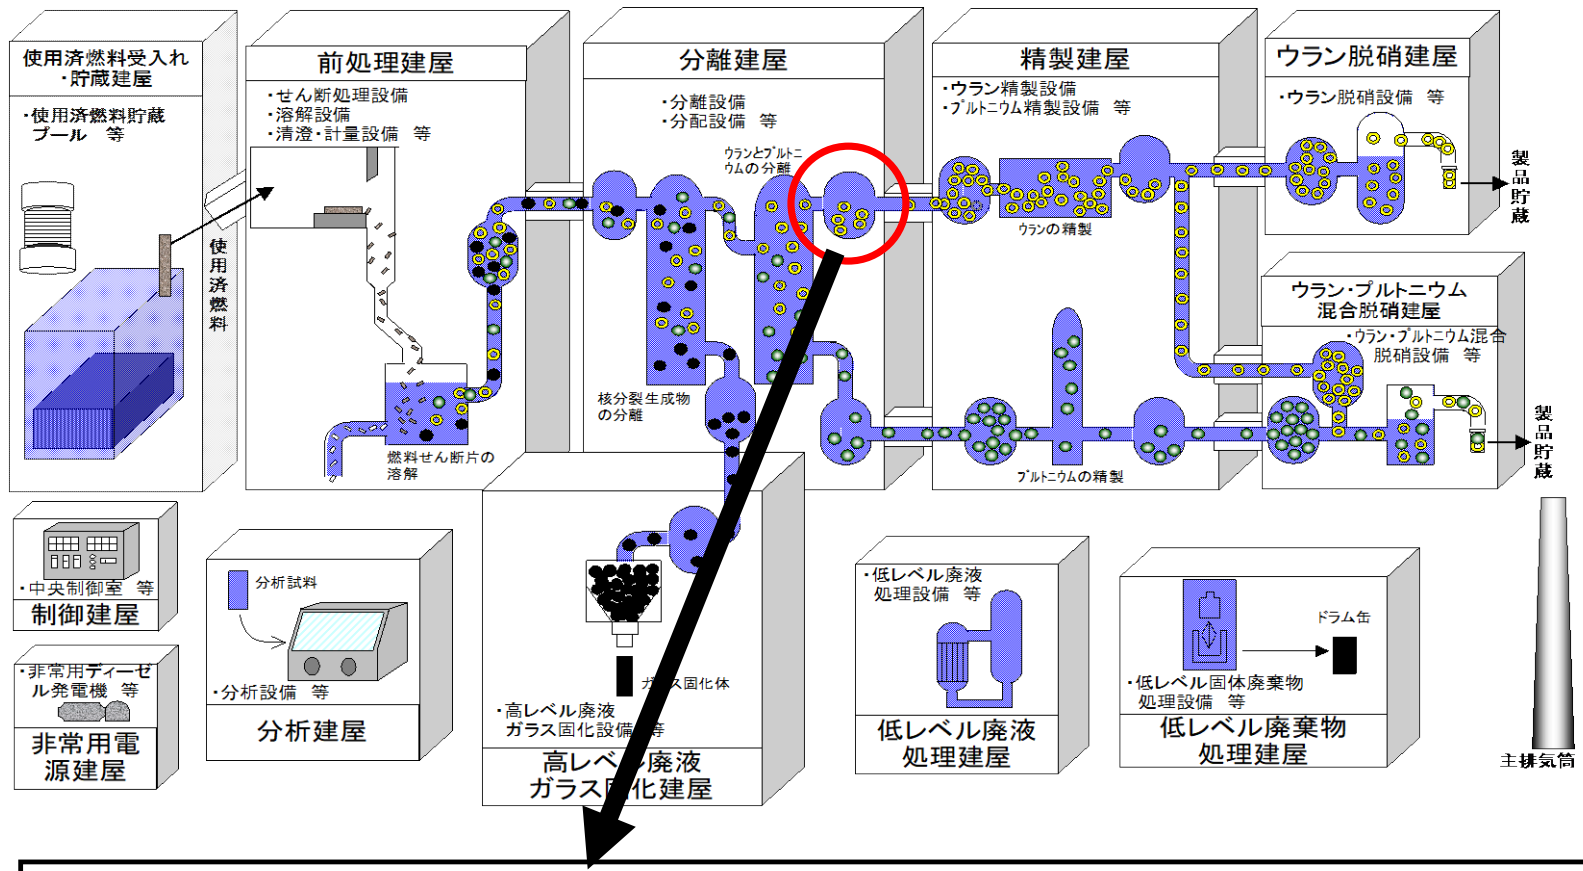 使用済燃料受入れ
・貯蔵建屋
・使用済燃料貯蔵
プール 等
使用済燃料
前処理建屋
・せん断処理設備
・溶解設備
・清澄・計量設備 等
燃料せん断片の
溶解
分離建屋
・分離設備
・分配設備 等
ウランとプルトニ
ウムの分離
核分裂生成物
の分離
精製建屋
・ウラン精製設備
・プルトニウム精製設備 等
ウランの精製
プルトニウムの精製
ウラン脱硝建屋
・ウラン脱硝設備 等
製品貯蔵
ウラン・プルトニウム
混合脱硝建屋
・ウラン・プルトニウム混合
脱硝設備 等
製品貯蔵
・中央制御室 等
制御建屋
・非常用ディーゼ
ル発電機 等
非常用電
源建屋
分析試料
・分析設備 等
分析建屋
ガラス固化体
・高レベル廃液
ガラス固化設備 等
高レベル廃液
ガラス固化建屋
・低レベル廃液
処理設備 等
低レベル廃液
処理建屋
ドラム缶
・低レベル固体廃棄物
処理設備 等
低レベル廃棄物
処理建屋
主排気筒